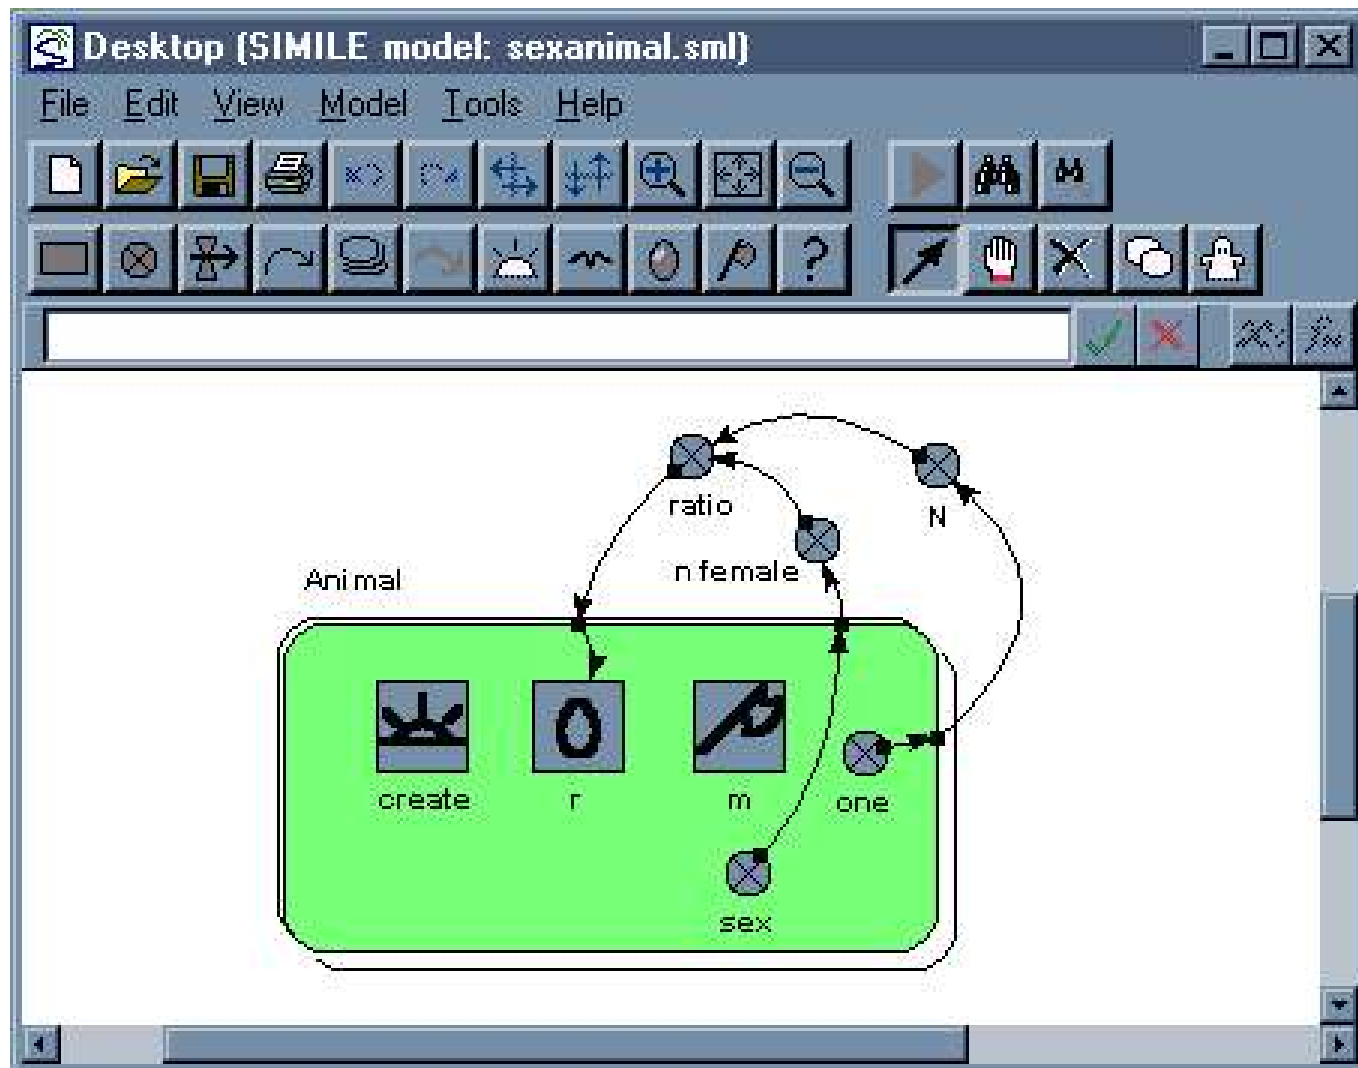 Desktop (SIMILE model: sexanimal.sml)
File Edit View Model Tools Help
?
ratio
N
n female
Animal
create r m one
sex